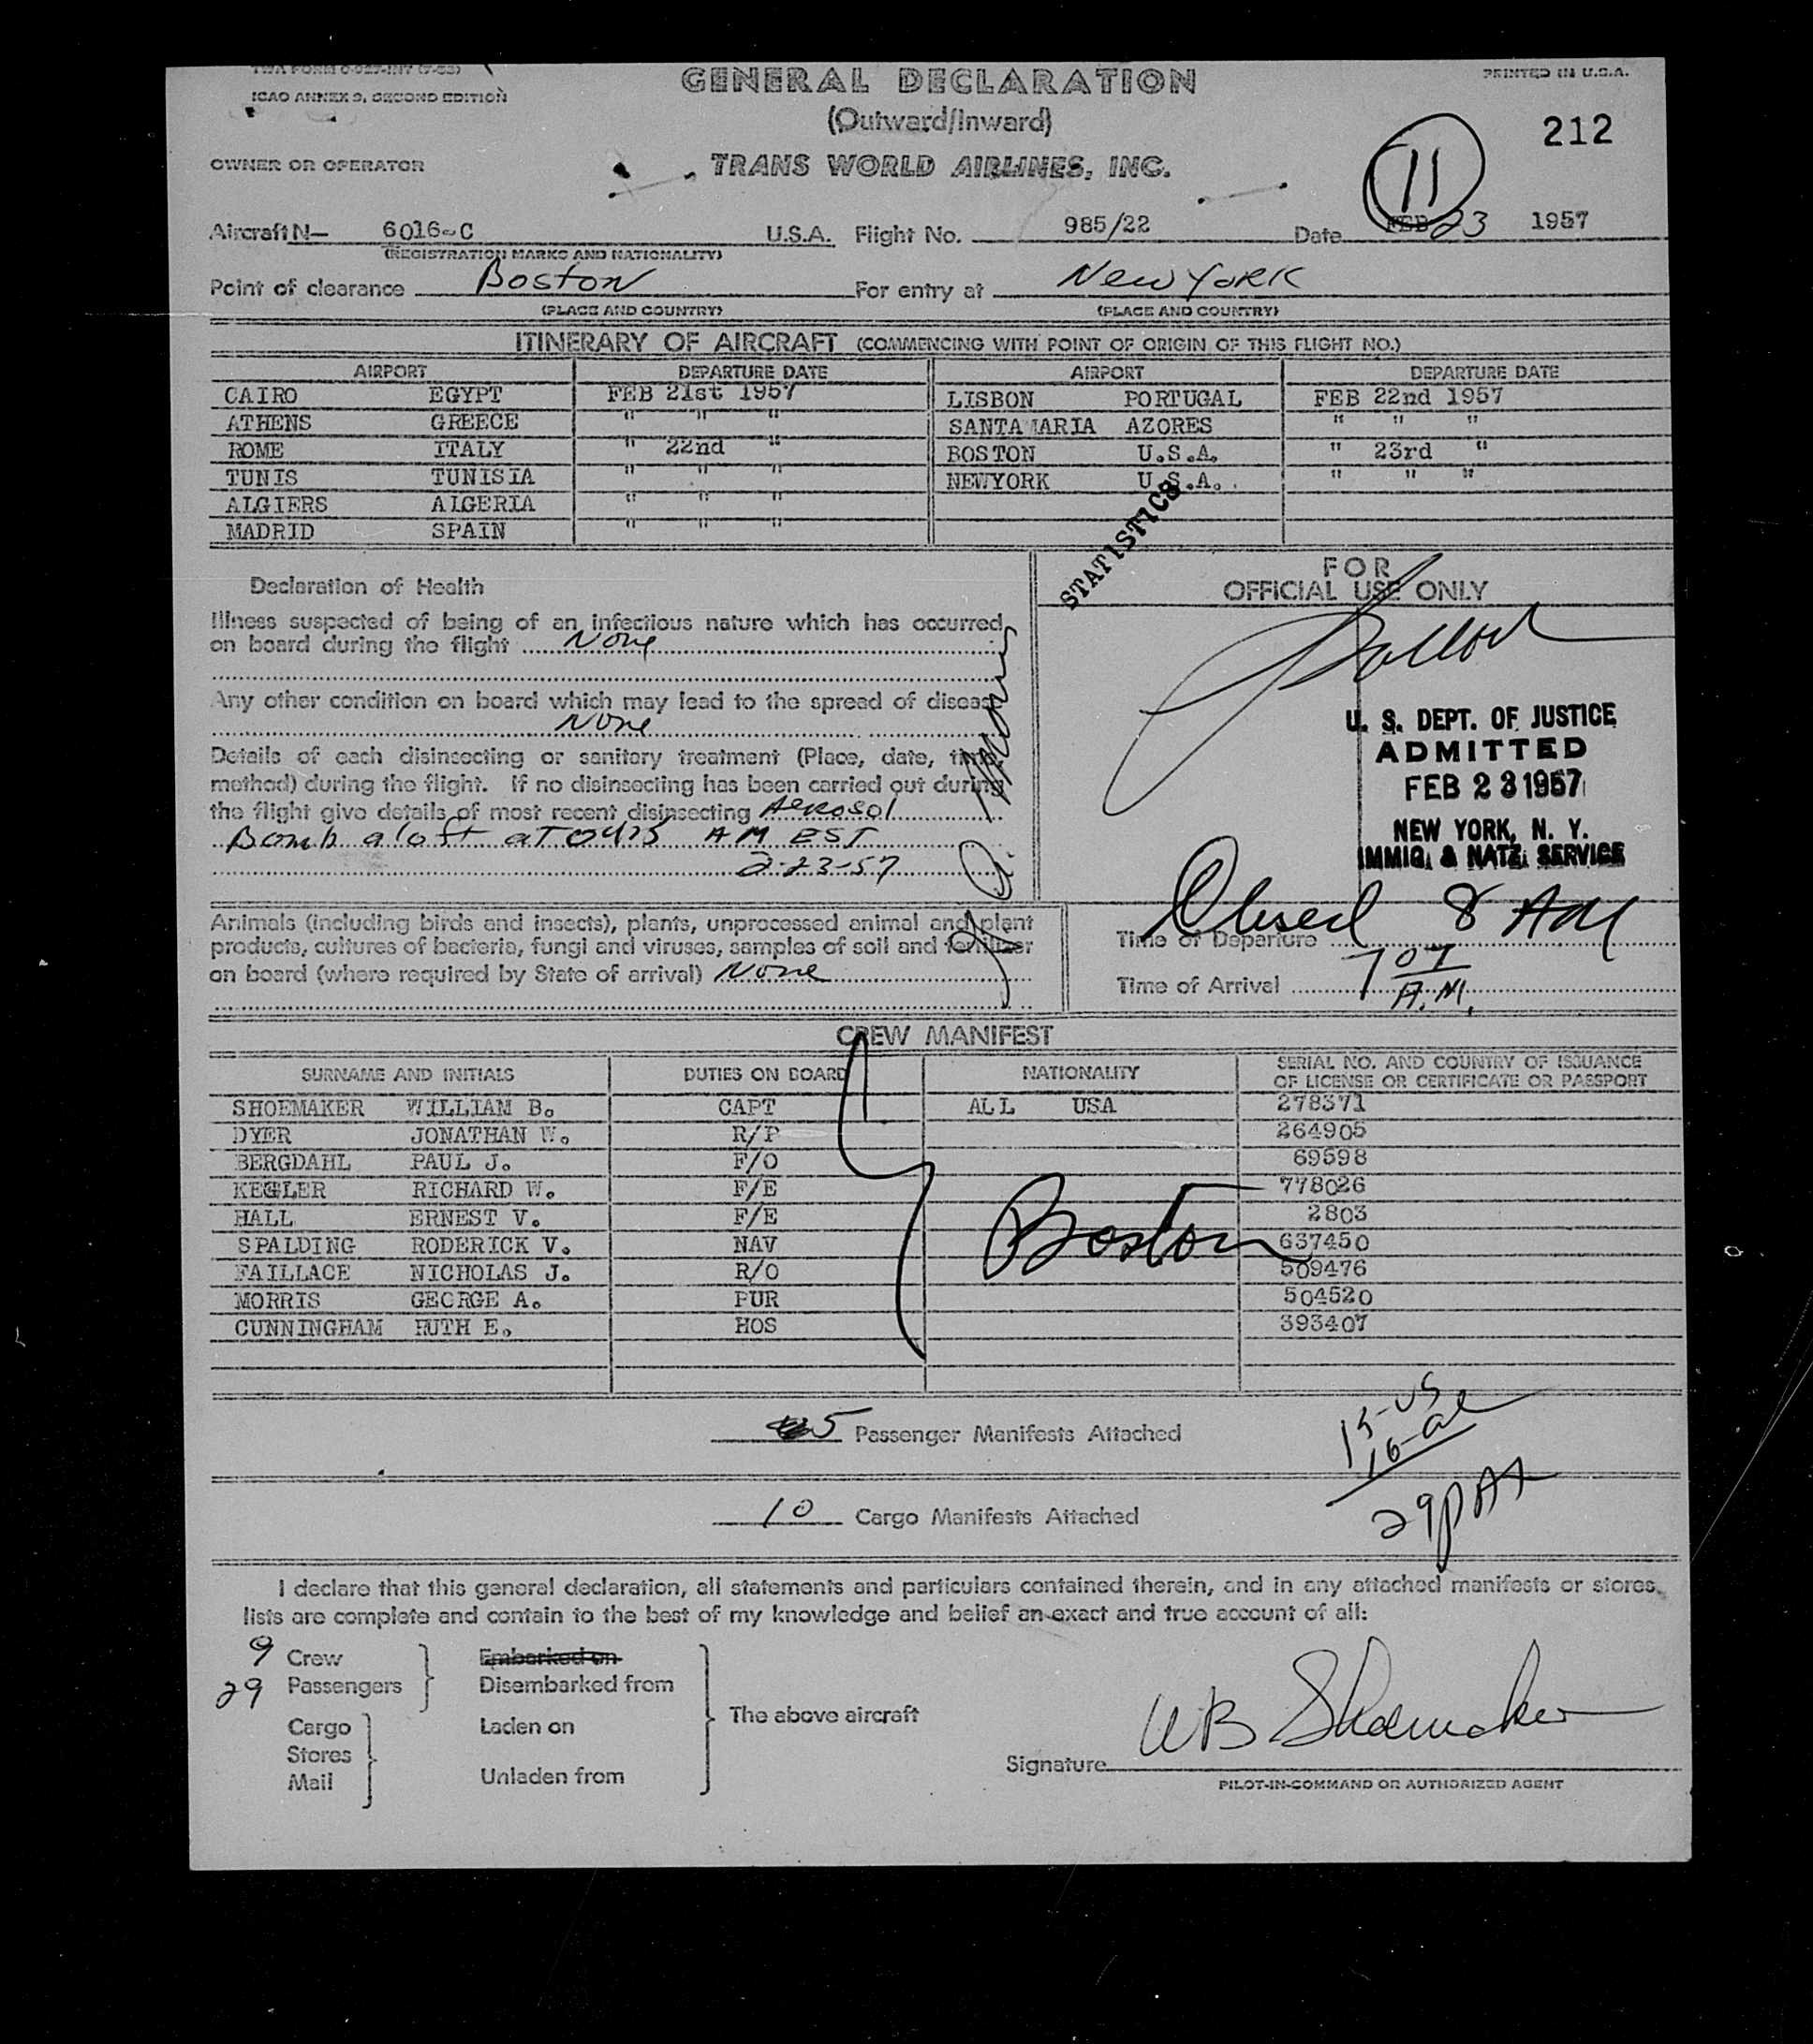 TWA FORM
ICAO ANNEX 9, SECOND EDITION
GENERAL DECLARATION
(Outward/Inward)
PRINTED IN U.S.A.
212
11
OWNER OR OPERATOR
TRANS WORLD AIRLINES, INC.
Aircraft N— 6016-C U.S.A. Flight No. 985/22 Date FEB 23 1957
(REGISTRATION MARKS AND NATIONALITY)
Point of clearance Boston For entry at New York
(PLACE AND COUNTRY) (PLACE AND COUNTRY)
ITINERARY OF AIRCRAFT (COMMENCING WITH POINT OF ORIGIN OF THIS FLIGHT NO.)
AIRPORT DEPARTURE DATE AIRPORT DEPARTURE DATE
CAIRO EGYPT FEB 21st 1957 LISBON PORTUGAL FEB 22nd 1957
ATHENS GREECE " " " SANTA MARIA AZORES " " "
ROME ITALY " 22nd " BOSTON U.S.A. " 23rd "
TUNIS TUNISIA " " " NEWYORK U.S.A. " " "
ALGIERS ALGERIA " " "
MADRID SPAIN " " "
STATISTICS
Declaration of Health
Illness suspected of being of an infectious nature which has occurred
on board during the flight None
Any other condition on board which may lead to the spread of disease
None
Details of each disinsecting or sanitary treatment (Place, date, time,
method) during the flight. If no disinsecting has been carried out during
the flight give details of most recent disinsecting Aerosol
Bomb aloft at 0425 AM EST
2-23-57
FOR
OFFICIAL USE ONLY
U. S. DEPT. OF JUSTICE
ADMITTED
FEB 23 1957
NEW YORK, N. Y.
IMMIG. & NATZ. SERVICE
Animals (including birds and insects), plants, unprocessed animal and plant
products, cultures of bacteria, fungi and viruses, samples of soil and fertilizer
on board (where required by State of arrival) None
Closed 8 AM
Time of Departure
Time of Arrival 7 07 A.M.
CREW MANIFEST
SURNAME AND INITIALS DUTIES ON BOARD NATIONALITY SERIAL NO. AND COUNTRY OF ISSUANCE
OF LICENSE OR CERTIFICATE OR PASSPORT
SHOEMAKER WILLIAM B. CAPT ALL USA 278371
DYER JONATHAN W. R/P 264905
BERGDAHL PAUL J. F/O 69598
KEGLER RICHARD W. F/E 778026
HALL ERNEST V. F/E 2803
SPALDING RODERICK V. NAV 637450
FAILLACE NICHOLAS J. R/O 509476
MORRIS GEORGE A. PUR 504520
CUNNINGHAM RUTH E. HOS 393407
Boston
5 Passenger Manifests Attached
15-US
16-al
29 PAX
10 Cargo Manifests Attached
I declare that this general declaration, all statements and particulars contained therein, and in any attached manifests or stores
lists are complete and contain to the best of my knowledge and belief an exact and true account of all:
9 Crew Embarked on
29 Passengers Disembarked from
The above aircraft
Cargo Laden on
Stores
Mail Unladen from
Signature WB Shoemaker
PILOT-IN-COMMAND OR AUTHORIZED AGENT